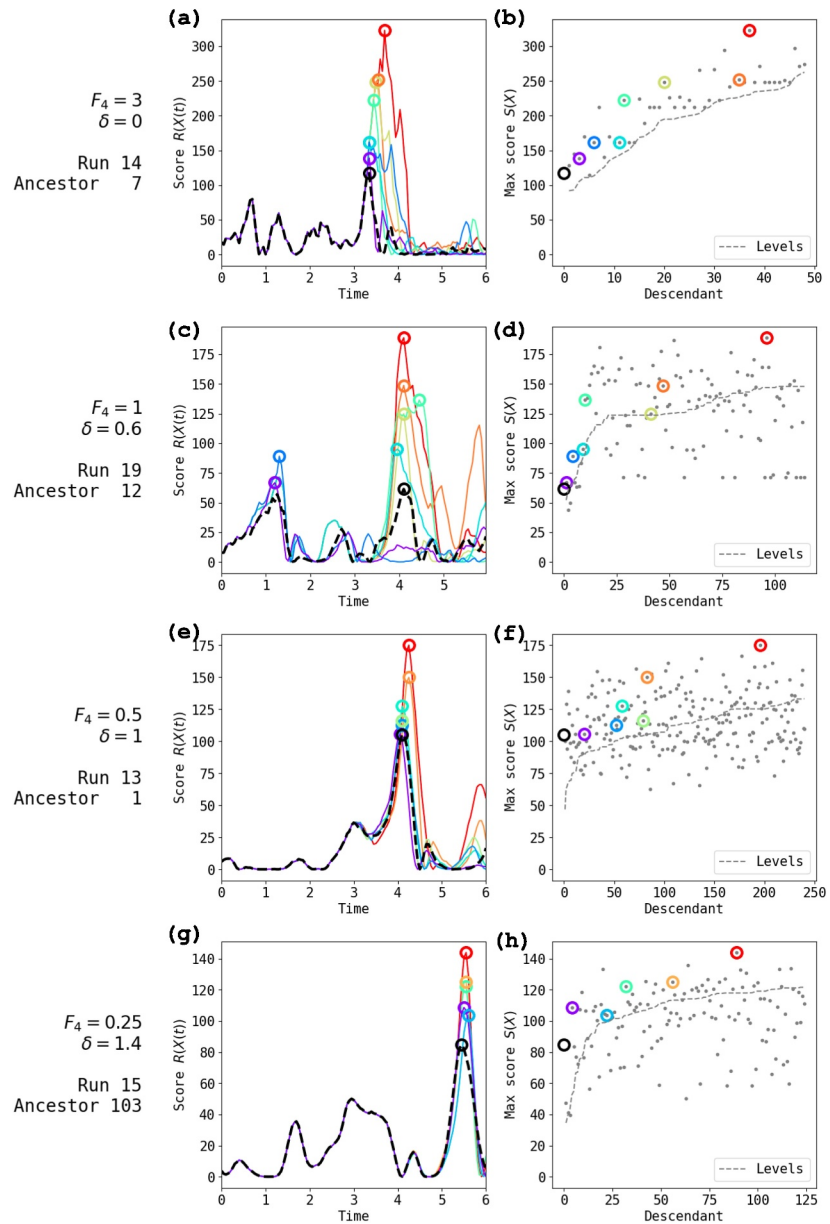 (a)
(b)
F₄ = 3
δ = 0
Run 14
Ancestor 7
Score R(X(t))
300
250
200
150
100
50
0
0 1 2 3 4 5 6
Time
Max score S(X)
300
250
200
150
100
50
0
Levels
0 10 20 30 40 50
Descendant
(c)
(d)
F₄ = 1
δ = 0.6
Run 19
Ancestor 12
Score R(X(t))
175
150
125
100
75
50
25
0
0 1 2 3 4 5
Time
Max score S(X)
175
150
125
100
75
50
25
0
Levels
0 25 50 75 100
Descendant
(e)
(f)
F₄ = 0.5
δ = 1
Run 13
Ancestor 1
Score R(X(t))
175
150
125
100
75
50
25
0
0 1 2 3 4 5 6
Time
Max score S(X)
175
150
125
100
75
50
25
0
Levels
0 50 100 150 200 250
Descendant
(g)
(h)
F₄ = 0.25
δ = 1.4
Run 15
Ancestor 103
Score R(X(t))
140
120
100
80
60
40
20
0
0 1 2 3 4 5 6
Time
Max score S(X)
140
120
100
80
60
40
20
0
Levels
0 25 50 75 100 125
Descendant